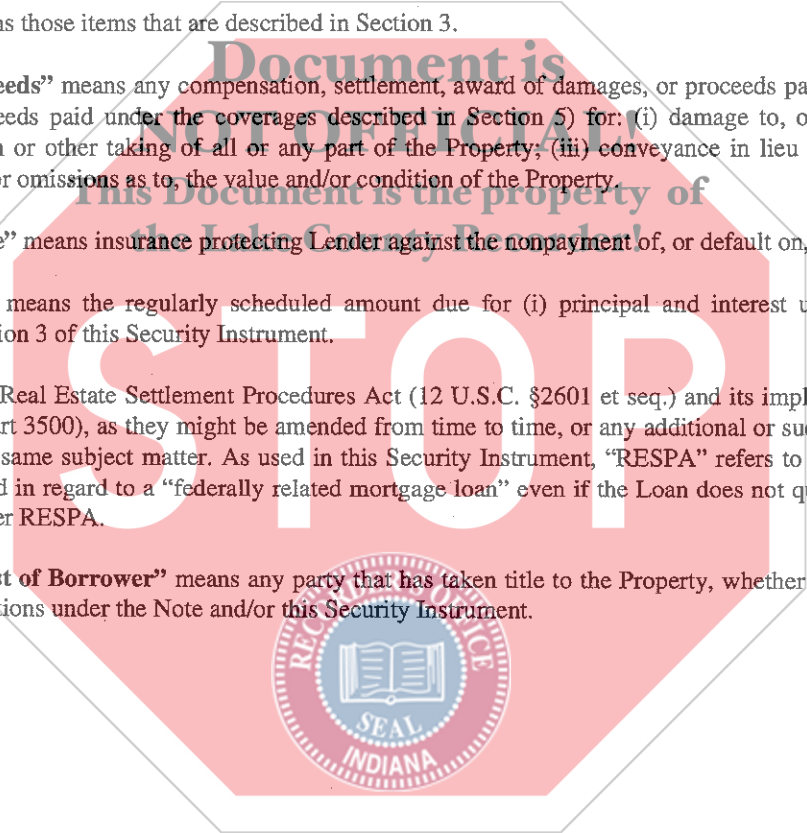 ns those items that are described in Section 3.
Document is
eeds” means any compensation, settlement, award of damages, or proceeds pa
eeds paid under the coverages described in Section 5) for: (i) damage to, o
NOT OFFICIAL!
n or other taking of all or any part of the Property; (iii) conveyance in lieu
or omissions as to, the value and/or condition of the Property.
This Document is the property of
e” means insurance protecting Lender against the nonpayment of, or default on,
the Lake County Recorder!
means the regularly scheduled amount due for (i) principal and interest u
ion 3 of this Security Instrument.
STOP
Real Estate Settlement Procedures Act (12 U.S.C. §2601 et seq.) and its impl
rt 3500), as they might be amended from time to time, or any additional or su
same subject matter. As used in this Security Instrument, “RESPA” refers to
d in regard to a “federally related mortgage loan” even if the Loan does not q
er RESPA.
st of Borrower” means any party that has taken title to the Property, whether
tions under the Note and/or this Security Instrument.
RECORDER'S OFFICE
SEAL
INDIANA